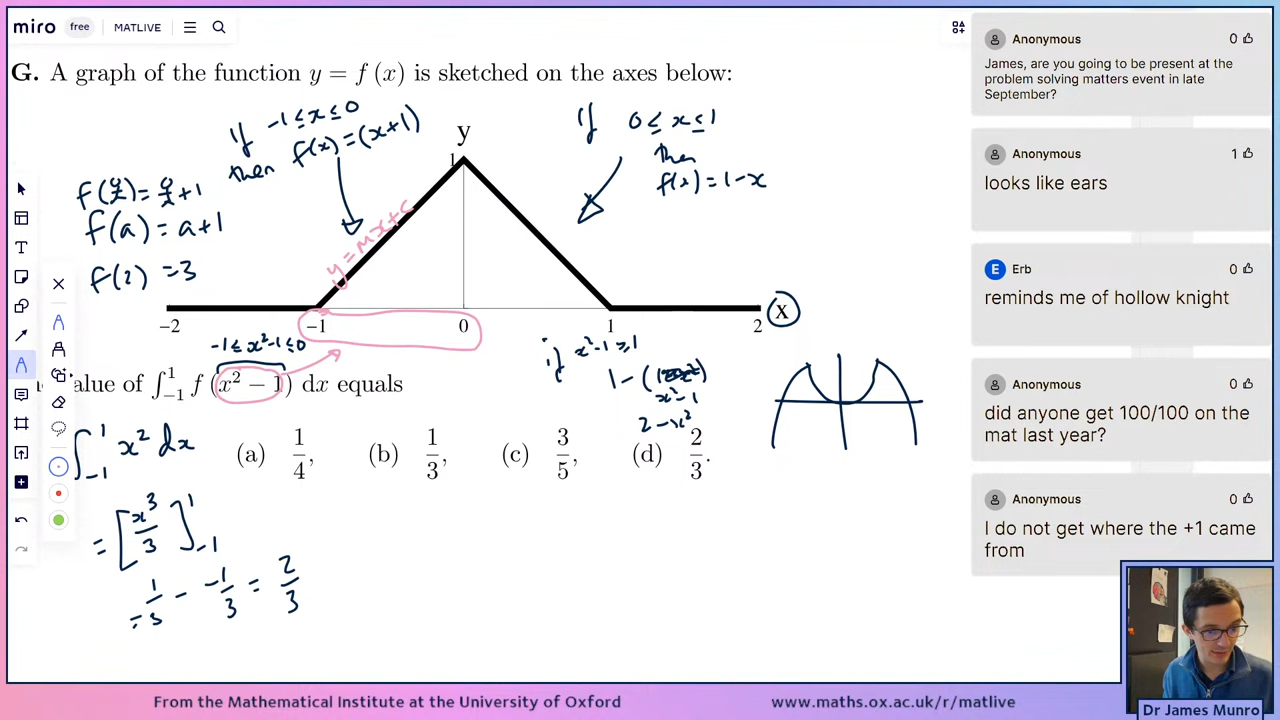 miro free MATLIVE
G. A graph of the function y = f (x) is sketched on the axes below:
if -1 ≤ x ≤ 0
then f(x) = (x+1)
if 0 ≤ x ≤ 1
then
f(x) = 1-x
f(a) = a+1
f(2) = 3
y = mx+c
y
1
x
−2 −1 0 1 2
-1 ≤ x²-1 ≤ 0
if x²-1 ≥ 1
1 - (
x²-1
2-x²
value of ∫₋₁¹ f (x² − 1) dx equals
(a) 1/4, (b) 1/3, (c) 3/5, (d) 2/3.
∫₋₁¹ x² dx
= [x³/3]₋₁¹
= 1/3 - -1/3 = 2/3
Anonymous 0
James, are you going to be present at the
problem solving matters event in late
September?
Anonymous 1
looks like ears
E Erb 0
reminds me of hollow knight
Anonymous 0
did anyone get 100/100 on the
mat last year?
Anonymous 0
I do not get where the +1 came
from
From the Mathematical Institute at the University of Oxford
www.maths.ox.ac.uk/r/matlive
Dr James Munro